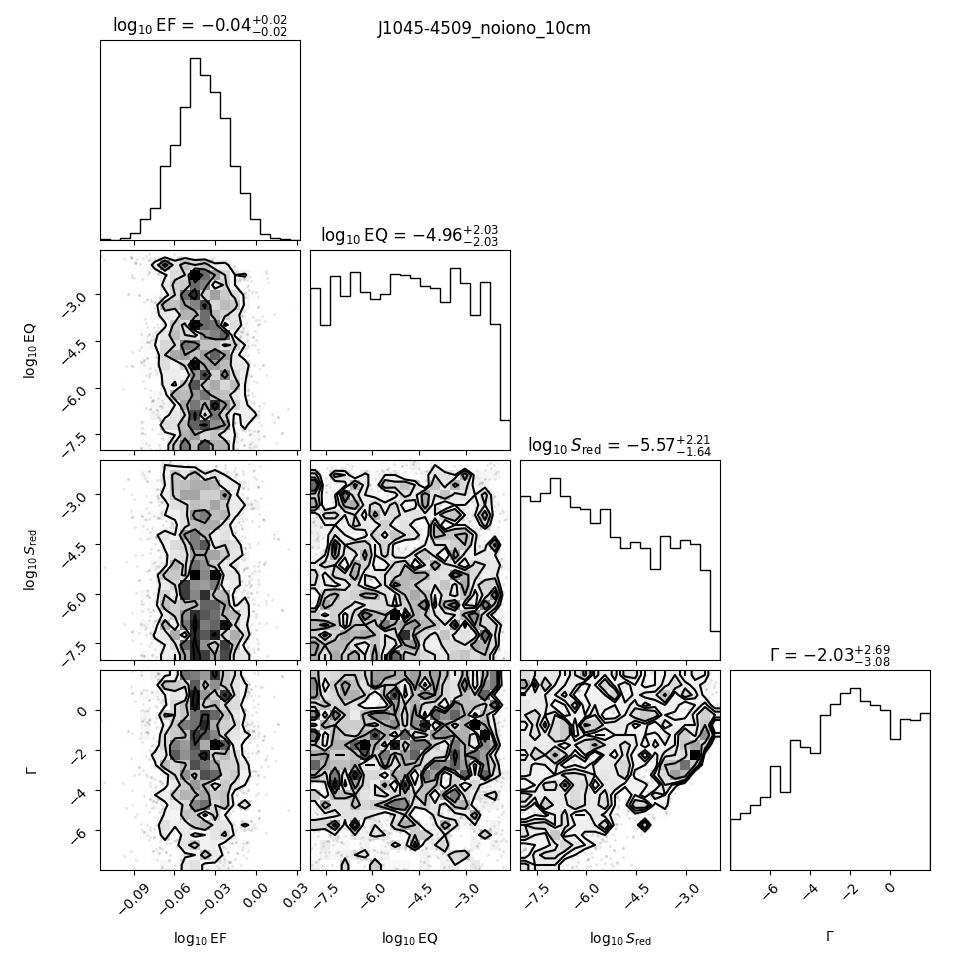 log₁₀ EF = −0.04+0.02−0.02
J1045-4509_noiono_10cm
log₁₀ EQ = −4.96+2.03−2.03
−3.0
−4.5
−6.0
−7.5
log₁₀ EQ
log₁₀ Sred = −5.57+2.21−1.64
−3.0
−4.5
−6.0
−7.5
log₁₀ Sred
Γ = −2.03+2.69−3.08
0
−2
−4
−6
Γ
−0.09 −0.06 −0.03 0.00 0.03 −7.5 −6.0 −4.5 −3.0 −7.5 −6.0 −4.5 −3.0 −6 −4 −2 0
log₁₀ EF log₁₀ EQ log₁₀ Sred Γ